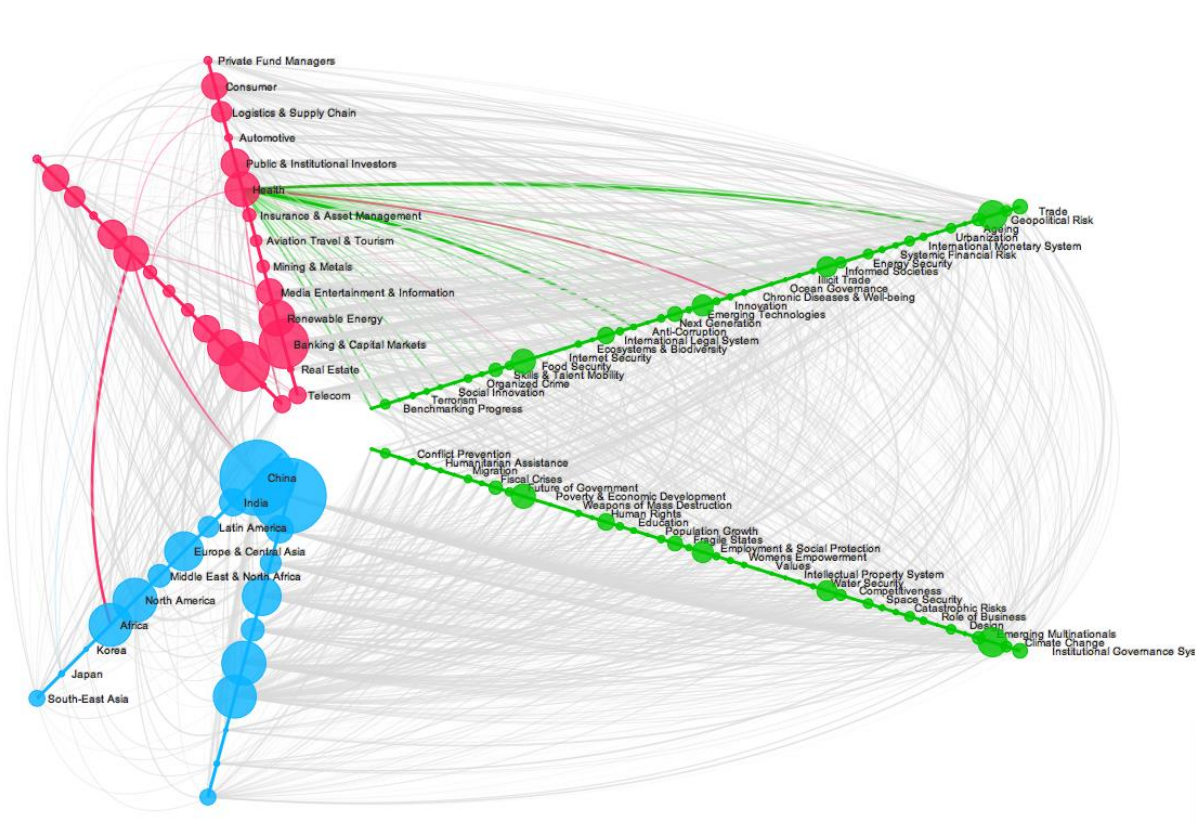 Private Fund Managers
Consumer
Logistics & Supply Chain
Automotive
Public & Institutional Investors
Health
Insurance & Asset Management
Aviation Travel & Tourism
Mining & Metals
Media Entertainment & Information
Renewable Energy
Banking & Capital Markets
Real Estate
Telecom
Trade
Geopolitical Risk
Ageing
Urbanization
International Monetary System
Systemic Financial Risk
Energy Security
Informed Societies
Illicit Trade
Ocean Governance
Chronic Diseases & Well-being
Innovation
Emerging Technologies
Next Generation
Anti-Corruption
International Legal System
Ecosystems & Biodiversity
Internet Security
Food Security
Skills & Talent Mobility
Organized Crime
Social Innovation
Terrorism
Benchmarking Progress
Conflict Prevention
Humanitarian Assistance
Migration
Fiscal Crises
Future of Government
Poverty & Economic Development
Weapons of Mass Destruction
Human Rights
Education
Population Growth
Fragile States
Employment & Social Protection
Womens Empowerment
Values
Intellectual Property System
Water Security
Competitiveness
Space Security
Catastrophic Risks
Role of Business
Design
Emerging Multinationals
Climate Change
Institutional Governance Sys
China
India
Latin America
Europe & Central Asia
Middle East & North Africa
North America
Africa
Korea
Japan
South-East Asia